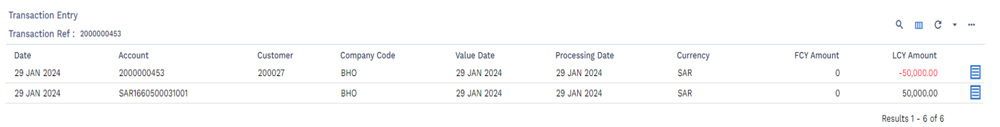 Transaction Entry
Transaction Ref : 2000000453
Date Account Customer Company Code Value Date Processing Date Currency FCY Amount LCY Amount
29 JAN 2024 2000000453 200027 BHO 29 JAN 2024 29 JAN 2024 SAR 0 -50,000.00
29 JAN 2024 SAR1660500031001 BHO 29 JAN 2024 29 JAN 2024 SAR 0 50,000.00
Results 1 - 6 of 6